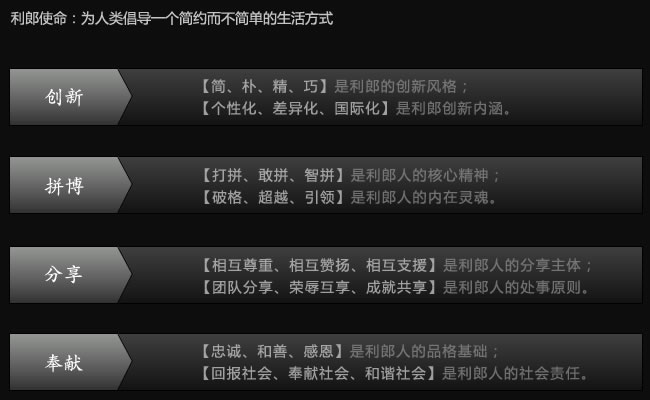 利郎使命：为人类倡导一个简约而不简单的生活方式
创新
【简、朴、精、巧】是利郎的创新风格；
【个性化、差异化、国际化】是利郎创新内涵。
拼博
【打拼、敢拼、智拼】是利郎人的核心精神；
【破格、超越、引领】是利郎人的内在灵魂。
分享
【相互尊重、相互赞扬、相互支援】是利郎人的分享主体；
【团队分享、荣辱互享、成就共享】是利郎人的处事原则。
奉献
【忠诚、和善、感恩】是利郎人的品格基础；
【回报社会、奉献社会、和谐社会】是利郎人的社会责任。